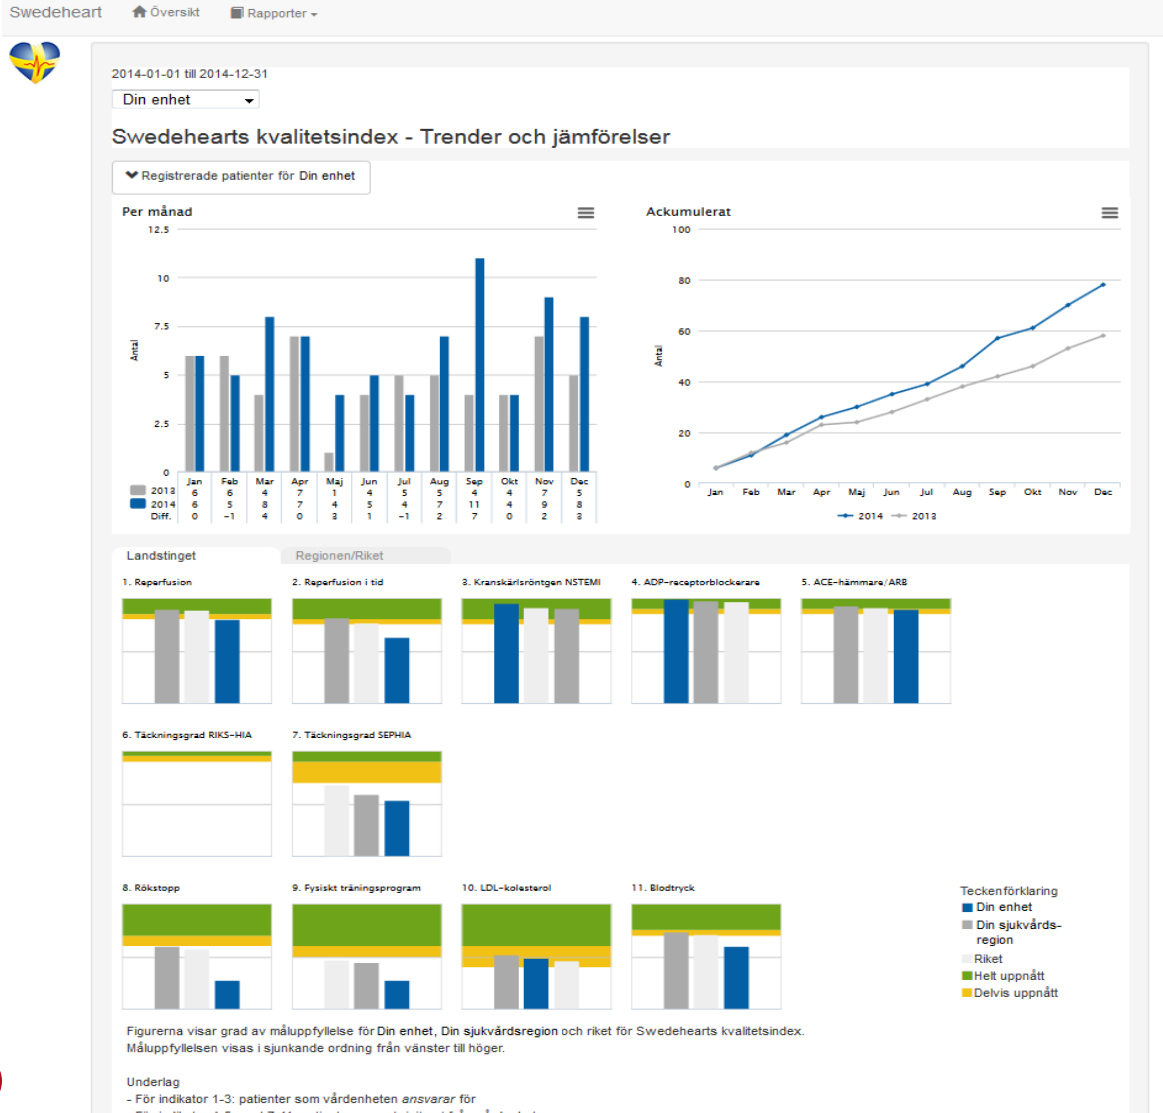 Swedeheart Översikt Rapporter
2014-01-01 till 2014-12-31
Din enhet
Swedehearts kvalitetsindex - Trender och jämförelser
Registrerade patienter för Din enhet
Per månad
12.5
10
7.5
5
2.5
0
Antal
Jan Feb Mar Apr Maj Jun Jul Aug Sep Okt Nov Dec
2013 6 6 4 7 1 4 5 5 4 4 7 5
2014 6 5 8 7 4 5 4 7 11 4 9 8
Diff. 0 -1 4 0 3 1 -1 2 7 0 2 3
Ackumulerat
100
80
60
40
20
0
Antal
Jan Feb Mar Apr Maj Jun Jul Aug Sep Okt Nov Dec
2014 2013
Landstinget Regionen/Riket
1. Reperfusion 2. Reperfusion i tid 3. Kranskärlsröntgen NSTEMI 4. ADP-receptorblockerare 5. ACE-hämmare/ARB
6. Täckningsgrad RIKS-HIA 7. Täckningsgrad SEPHIA
8. Rökstopp 9. Fysiskt träningsprogram 10. LDL-kolesterol 11. Blodtryck
Teckenförklaring
Din enhet
Din sjukvårds-
region
Riket
Helt uppnått
Delvis uppnått
Figurerna visar grad av måluppfyllelse för Din enhet, Din sjukvårdsregion och riket för Swedehearts kvalitetsindex.
Måluppfyllelsen visas i sjunkande ordning från vänster till höger.
Underlag
- För indikator 1-3: patienter som vårdenheten ansvarar för